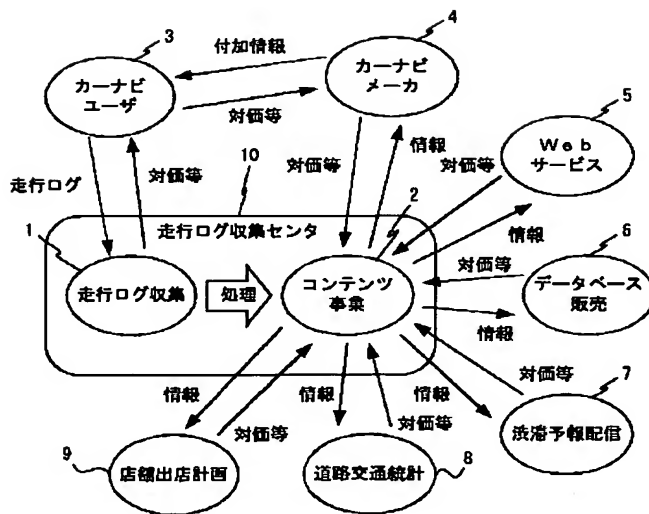 3
4
カーナビ
ユーザ
付加情報
カーナビ
メーカ
対価等
5
Web
サービス
走行ログ
対価等
10
対価等
情報
対価等
2
情報
1
走行ログ収集センタ
走行ログ収集
処理
コンテンツ
事業
6
対価等
データベース
販売
情報
情報
対価等
情報
対価等
情報
対価等
7
渋滞予報配信
9
店舗出店計画
道路交通統計
8